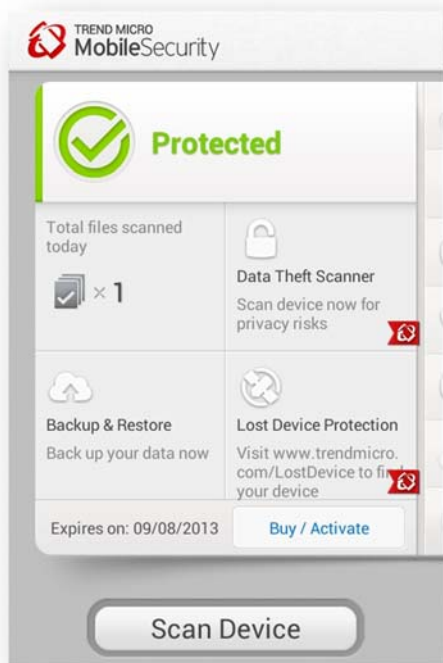 TREND MICRO
MobileSecurity
Protected
Total files scanned
today
× 1
Data Theft Scanner
Scan device now for
privacy risks
Backup & Restore
Back up your data now
Lost Device Protection
Visit www.trendmicro.
com/LostDevice to find
your device
Expires on: 09/08/2013
Buy / Activate
Scan Device